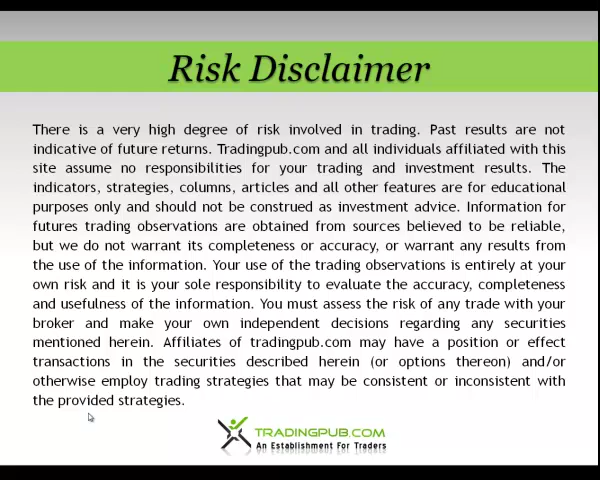 Risk Disclaimer
There is a very high degree of risk involved in trading. Past results are not
indicative of future returns. Tradingpub.com and all individuals affiliated with this
site assume no responsibilities for your trading and investment results. The
indicators, strategies, columns, articles and all other features are for educational
purposes only and should not be construed as investment advice. Information for
futures trading observations are obtained from sources believed to be reliable,
but we do not warrant its completeness or accuracy, or warrant any results from
the use of the information. Your use of the trading observations is entirely at your
own risk and it is your sole responsibility to evaluate the accuracy, completeness
and usefulness of the information. You must assess the risk of any trade with your
broker and make your own independent decisions regarding any securities
mentioned herein. Affiliates of tradingpub.com may have a position or effect
transactions in the securities described herein (or options thereon) and/or
otherwise employ trading strategies that may be consistent or inconsistent with
the provided strategies.
TRADINGPUB.COM
An Establishment For Traders